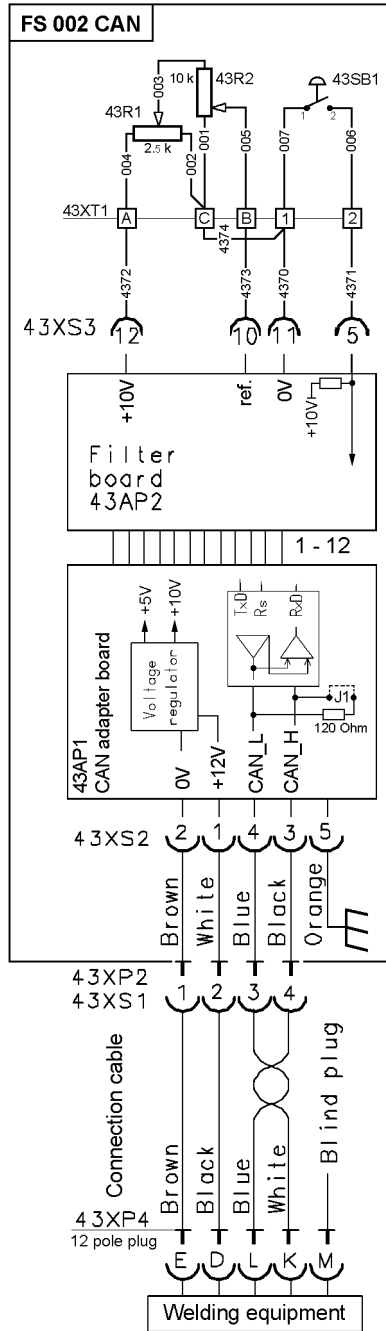 FS 002 CAN
10 k
43R2
43SB1
003
43R1
2,5 k
1 2
004
002
001
005
007
006
43XT1
A
C
B
1
2
4374
4372
4373
4370
4371
43XS3
12
10
11
5
+10V
ref.
0V
+10V
Filter
board
43AP2
1 - 12
+5V
+10V
TxD
Rs
RxD
Voltage
regulator
J1
120 Ohm
43AP1
CAN adapter board
0V
+12V
CAN_L
CAN_H
43XS2
2
1
4
3
5
Brown
White
Blue
Black
Orange
43XP2
43XS1
1
2
3
4
Connection cable
Brown
Black
Blue
White
Blind plug
43XP4
12 pole plug
E
D
L
K
M
Welding equipment